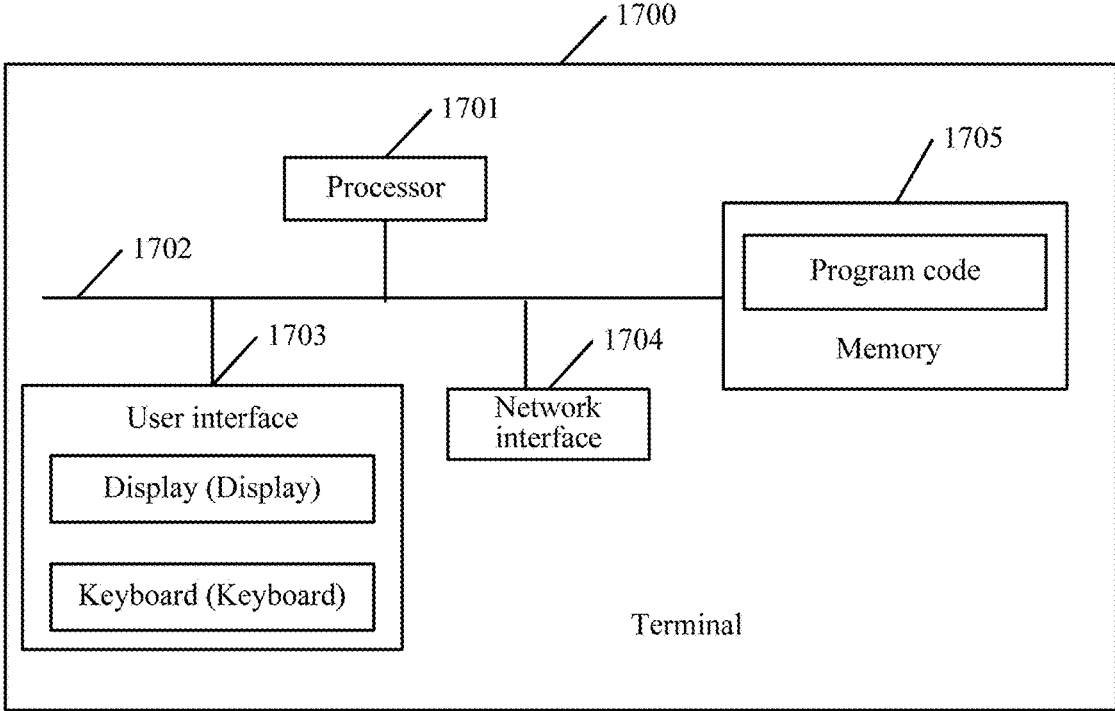 1700
1701
Processor
1705
1702
Program code
Memory
1703
1704
User interface
Network
interface
Display (Display)
Keyboard (Keyboard)
Terminal